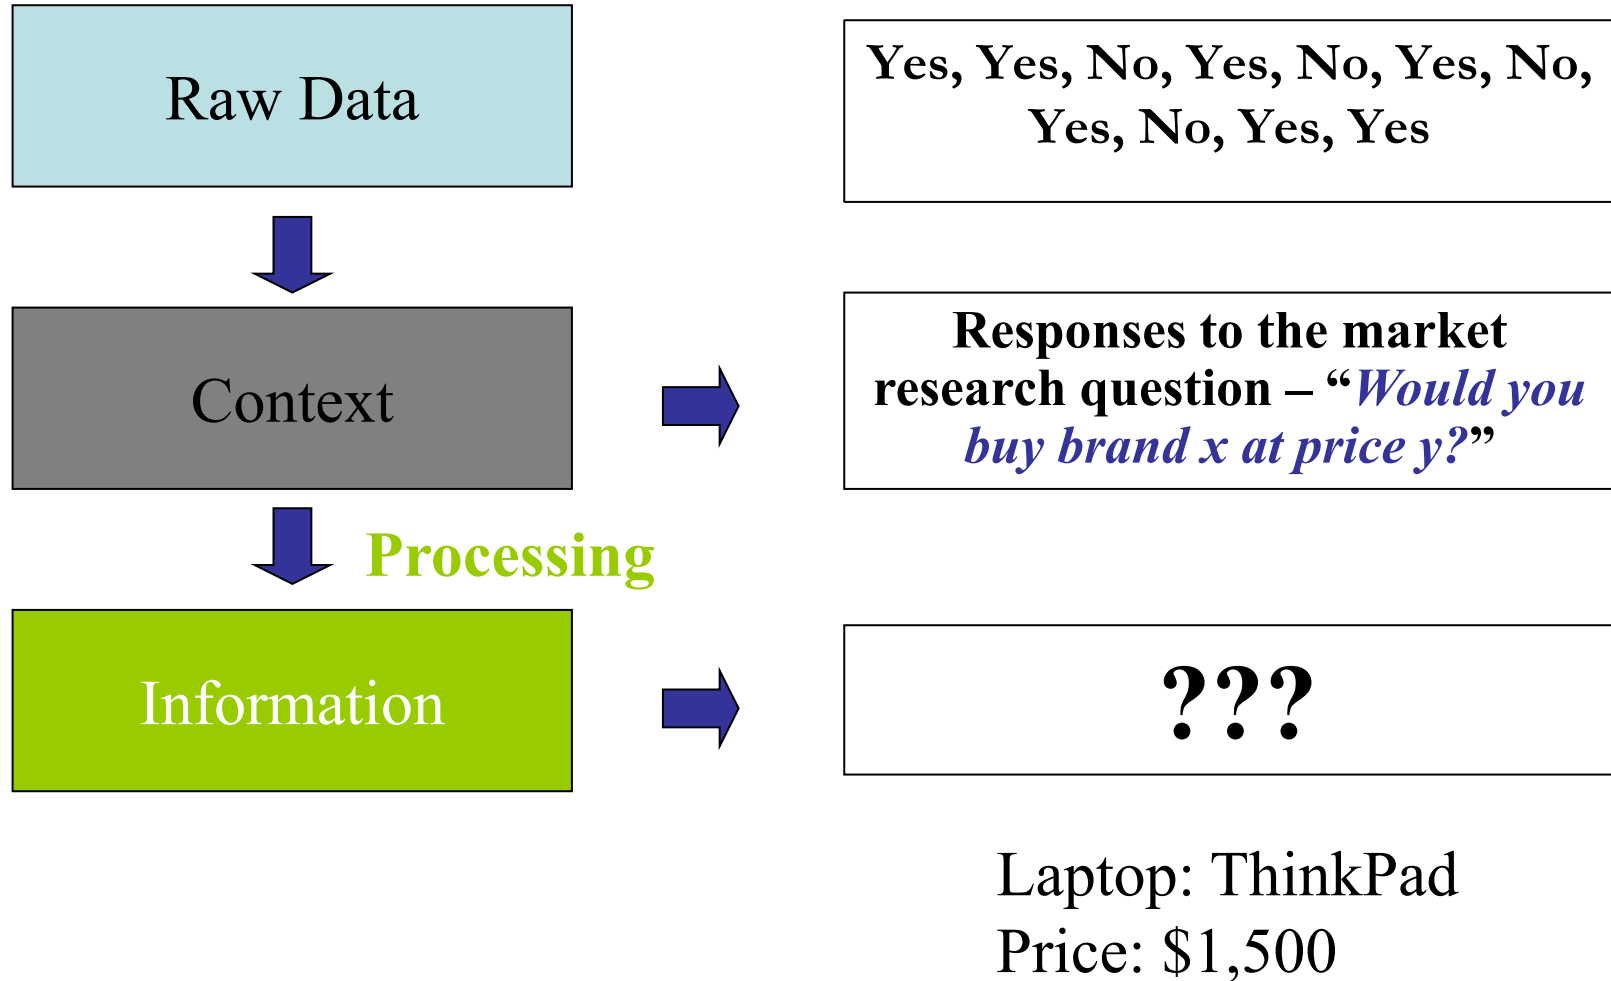 Raw Data
Yes, Yes, No, Yes, No, Yes, No,
Yes, No, Yes, Yes
Context
Responses to the market
research question – “Would you
buy brand x at price y?”
Processing
Information
???
Laptop: ThinkPad
Price: $1,500